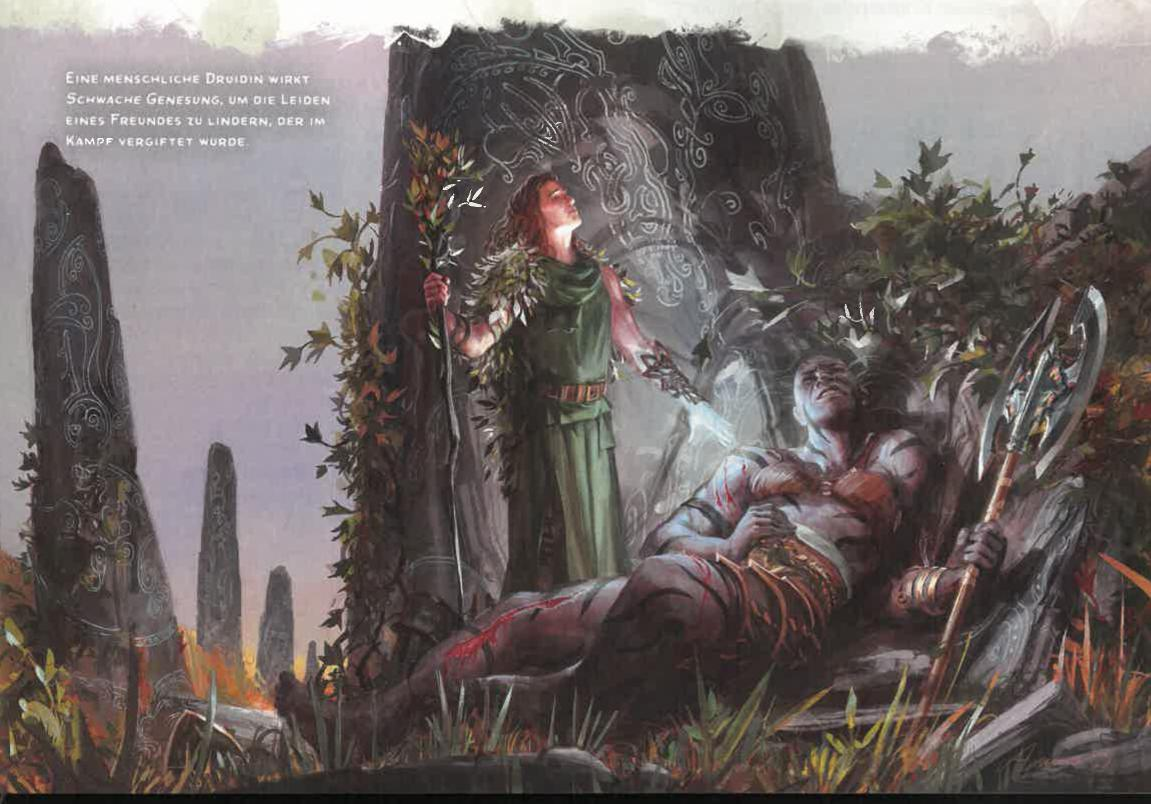 Eine menschliche Druidin wirkt
Schwache Genesung, um die Leiden
eines Freundes zu lindern, der im
Kampf vergiftet wurde.